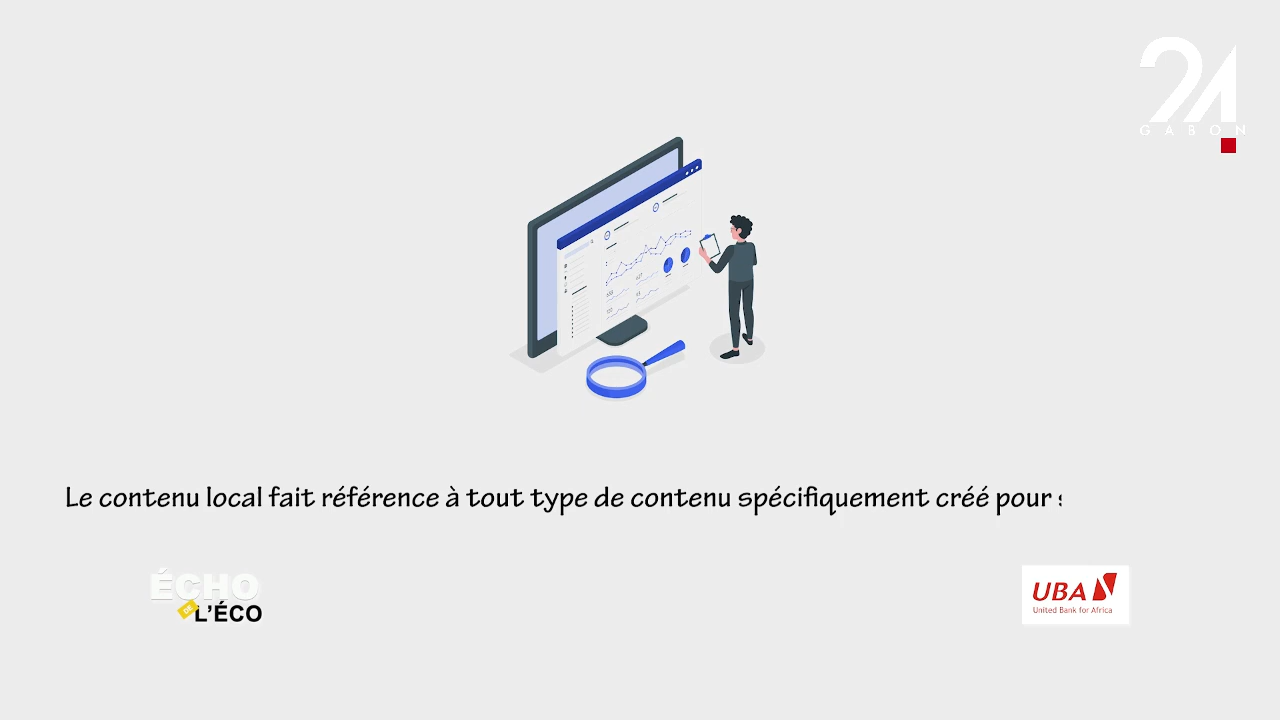 24
GABON
Le contenu local fait référence à tout type de contenu spécifiquement créé pour
ÉCHO
DE
L'ÉCO
UBA
United Bank for Africa